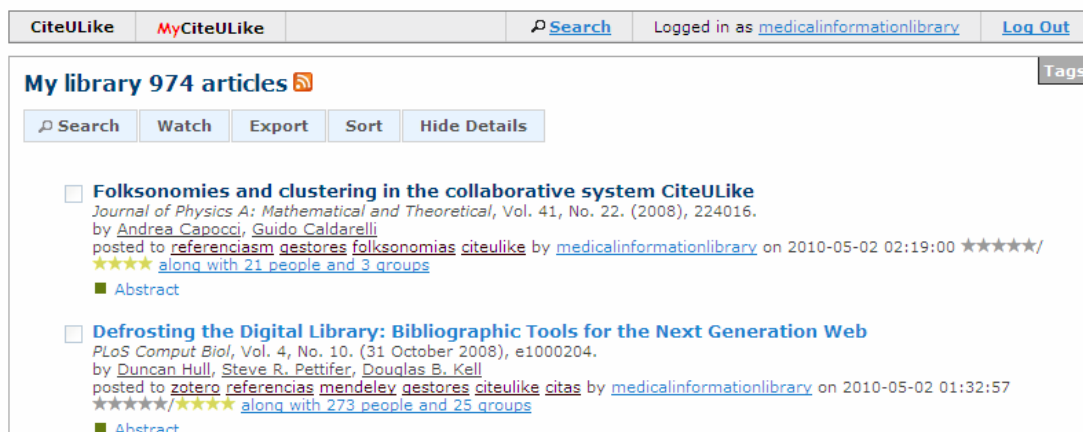 CiteULike MyCiteULike Search Logged in as medicalinformationlibrary Log Out
Tags
My library 974 articles
Search Watch Export Sort Hide Details
Folksonomies and clustering in the collaborative system CiteULike
Journal of Physics A: Mathematical and Theoretical, Vol. 41, No. 22. (2008), 224016.
by Andrea Capocci, Guido Caldarelli
posted to referenciasm gestores folksonomias citeulike by medicalinformationlibrary on 2010-05-02 02:19:00 ★★★★★/
★★★★ along with 21 people and 3 groups
Abstract
Defrosting the Digital Library: Bibliographic Tools for the Next Generation Web
PLoS Comput Biol, Vol. 4, No. 10. (31 October 2008), e1000204.
by Duncan Hull, Steve R. Pettifer, Douglas B. Kell
posted to zotero referencias mendeley gestores citeulike citas by medicalinformationlibrary on 2010-05-02 01:32:57
★★★★★/★★★★ along with 273 people and 25 groups
Abstract